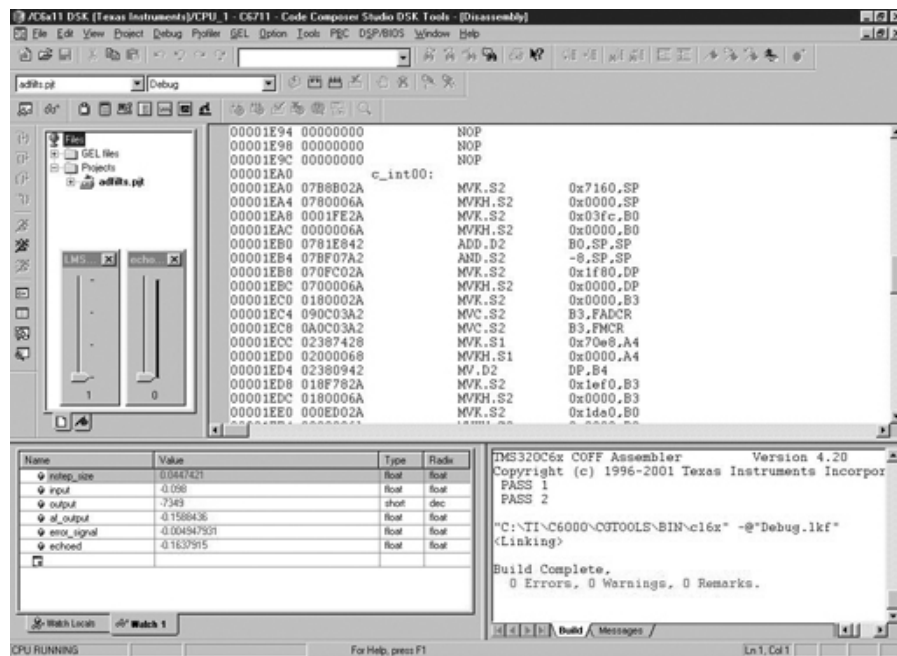 /C6x11 DSK (Texas Instruments)/CPU_1 - C6711 - Code Composer Studio DSK Tools - [Disassembly]
File Edit View Project Debug Profiler GEL Option Tools PBC DSP/BIOS Window Help
adfilts.pjt Debug
Files
GEL files
Projects
adfilts.pjt
LMS... echo...
1 0
00001E94 00000000 NOP
00001E98 00000000 NOP
00001E9C 00000000 NOP
00001EA0 c_int00:
00001EA0 07B8B02A MVK.S2 0x7160,SP
00001EA4 0780006A MVKH.S2 0x0000,SP
00001EA8 0001FE2A MVK.S2 0x03fc,B0
00001EAC 0000006A MVKH.S2 0x0000,B0
00001EB0 0781E842 ADD.D2 B0,SP,SP
00001EB4 07BF07A2 AND.S2 -8,SP,SP
00001EB8 070FC02A MVK.S2 0x1f80,DP
00001EBC 0700006A MVKH.S2 0x0000,DP
00001EC0 0180002A MVK.S2 0x0000,B3
00001EC4 090C03A2 MVC.S2 B3,FADCR
00001EC8 0A0C03A2 MVC.S2 B3,FMCR
00001ECC 02387428 MVK.S1 0x70e8,A4
00001ED0 02000068 MVKH.S1 0x0000,A4
00001ED4 02380942 MV.D2 DP,B4
00001ED8 018F782A MVK.S2 0x1ef0,B3
00001EDC 0180006A MVKH.S2 0x0000,B3
00001EE0 000ED02A MVK.S2 0x1da0,B0
Name Value Type Radix
nstep_size 0.0447421 float float
input -0.098 float float
output -7349 short dec
al_output -0.1588436 float float
error_signal -0.004947931 float float
echoed -0.1637915 float float
Watch Locals Watch 1
TMS320C6x COFF Assembler Version 4.20
Copyright (c) 1996-2001 Texas Instruments Incorpor
PASS 1
PASS 2
"C:\TI\C6000\CGTOOLS\BIN\cl6x" -@"Debug.lkf"
<Linking>
Build Complete,
0 Errors, 0 Warnings, 0 Remarks.
Build Messages
CPU RUNNING For Help, press F1 Ln 1, Col 1